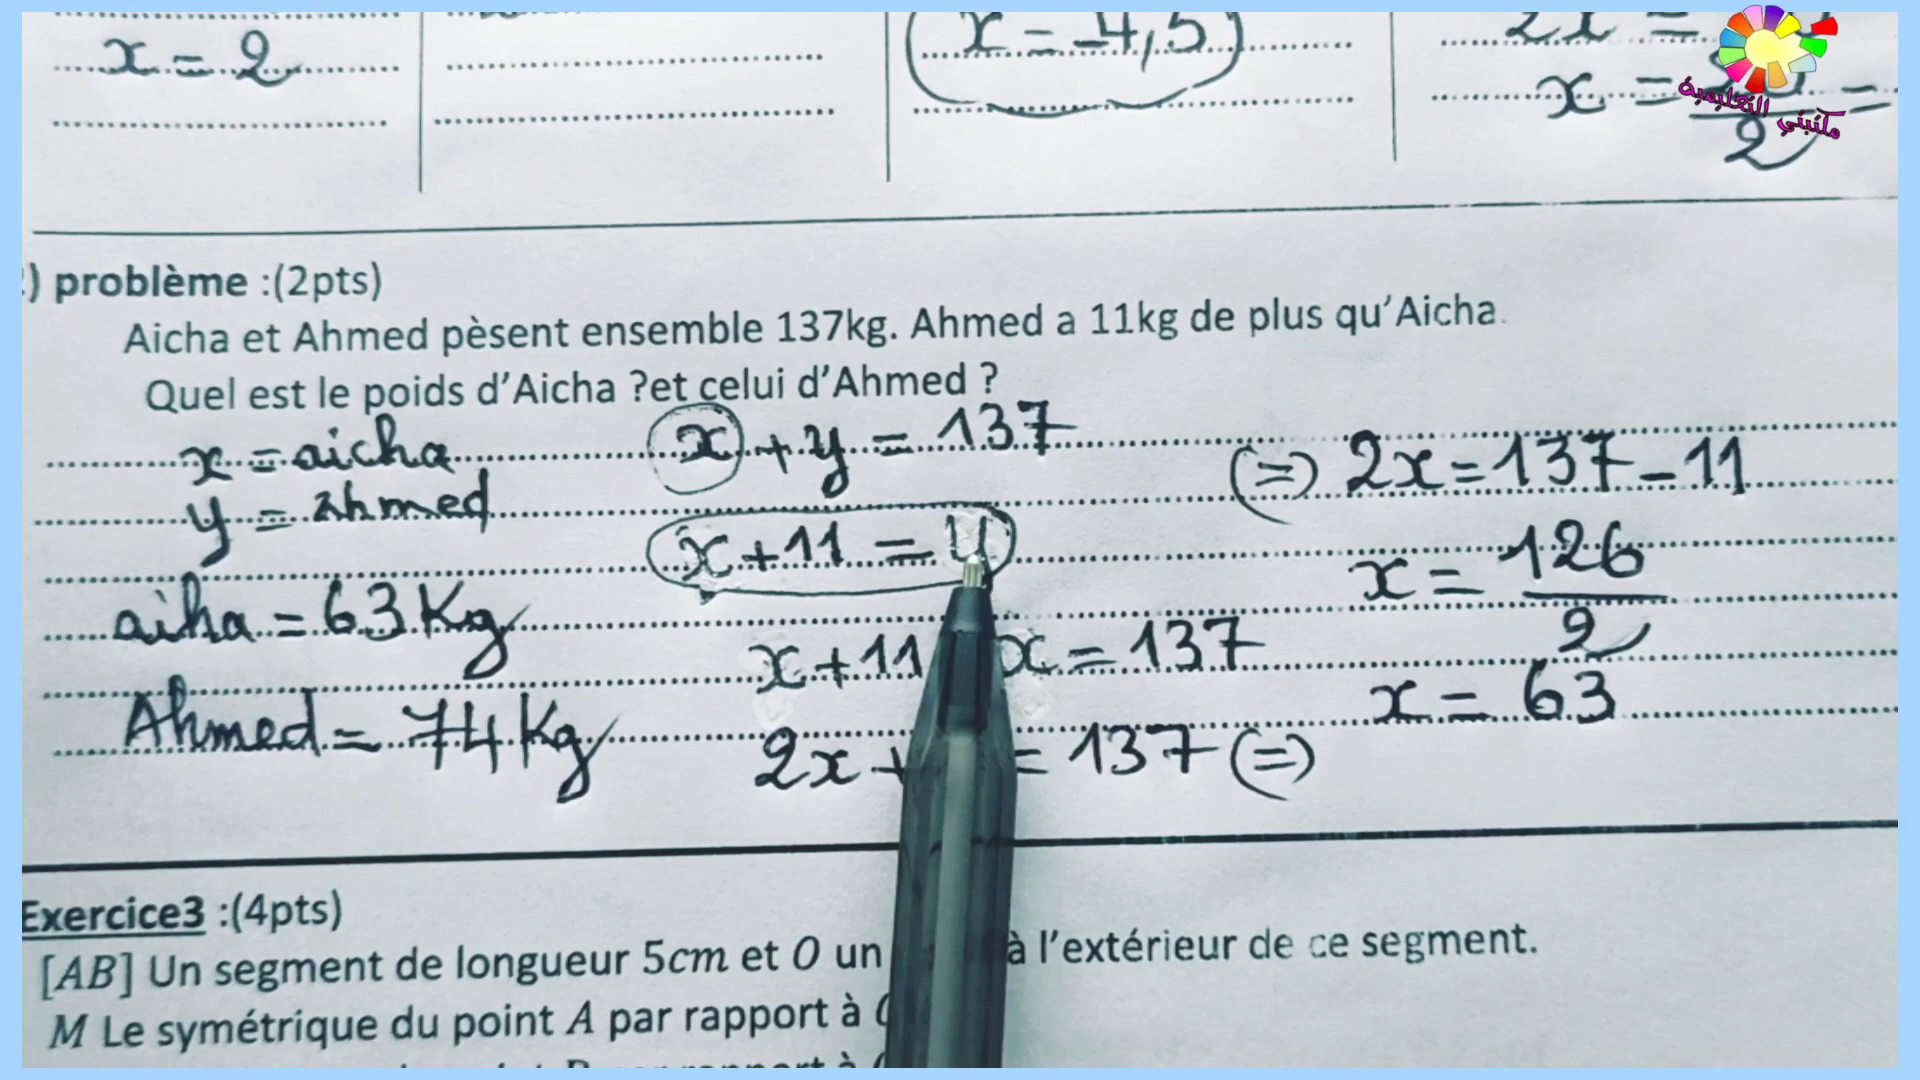 x = 2
x = -4,5
2x =
x = 2 =
مكتبتي التعليمية
) problème :(2pts)
Aicha et Ahmed pèsent ensemble 137kg. Ahmed a 11kg de plus qu'Aicha.
Quel est le poids d'Aicha ?et celui d'Ahmed ?
x = aicha
y = Ahmed
aiha = 63 Kg
Ahmed = 74 Kg
x + y = 137
x + 11 = y
x + 11 x = 137
2x + = 137 (=)
(=) 2x = 137 - 11
x = 126/2
x = 63
Exercice3 :(4pts)
[AB] Un segment de longueur 5cm et O un à l'extérieur de ce segment.
M Le symétrique du point A par rapport à